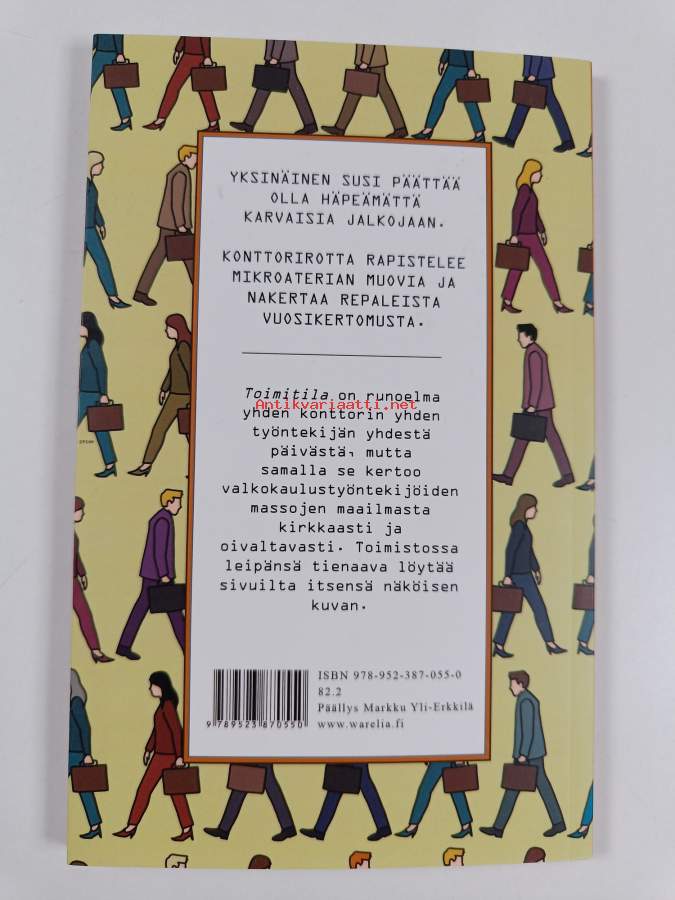 YKSINÄINEN SUSI PÄÄTTÄÄ
OLLA HÄPEÄMÄTTÄ
KARVAISIA JALKOJAAN.
KONTTORIROTTA RAPISTELEE
MIKROATERIAN MUOVIA JA
NAKERTAA REPALEISTA
VUOSIKERTOMUSTA.
Toimitila on runoelma
Antikvariaatti.net
yhden konttorin yhden
työntekijän yhdestä
päivästä, mutta
samalla se kertoo
valkokaulustyöntekijöiden
massojen maailmasta
kirkkaasti ja
oivaltavasti. Toimistossa
leipänsä tienaava löytää
sivuilta itsensä näköisen
kuvan.
ISBN 978-952-387-055-0
82.2
Päällys Markku Yli-Erkkilä
www.warelia.fi
9 789523 870550